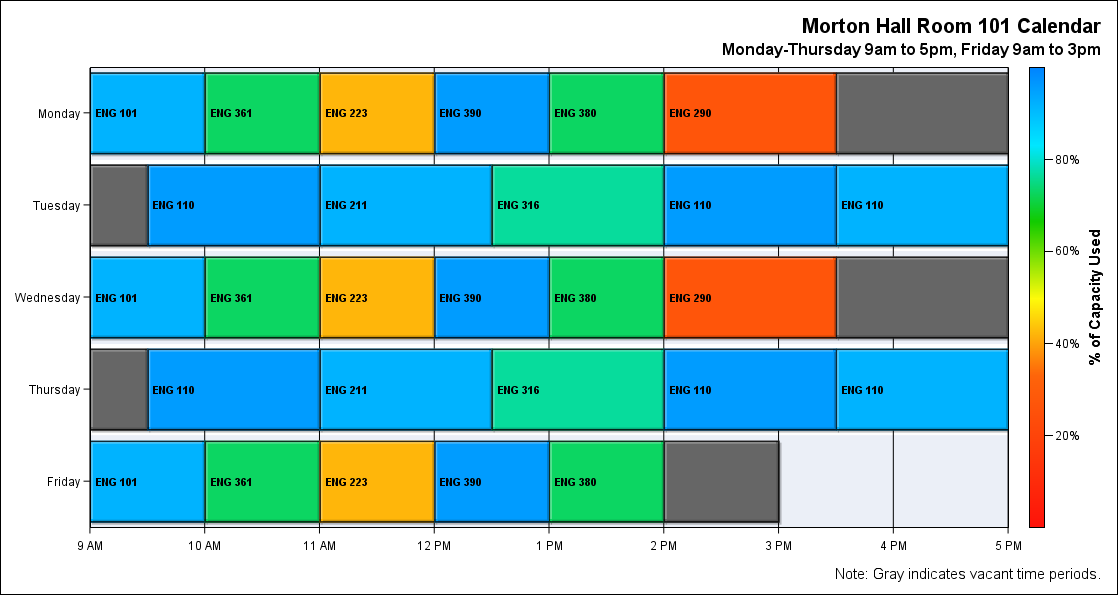 Morton Hall Room 101 Calendar
Monday-Thursday 9am to 5pm, Friday 9am to 3pm
Monday
ENG 101
ENG 361
ENG 223
ENG 390
ENG 380
ENG 290
Tuesday
ENG 110
ENG 211
ENG 316
ENG 110
ENG 110
Wednesday
ENG 101
ENG 361
ENG 223
ENG 390
ENG 380
ENG 290
Thursday
ENG 110
ENG 211
ENG 316
ENG 110
ENG 110
Friday
ENG 101
ENG 361
ENG 223
ENG 390
ENG 380
9 AM
10 AM
11 AM
12 PM
1 PM
2 PM
3 PM
4 PM
5 PM
80%
60%
40%
20%
% of Capacity Used
Note: Gray indicates vacant time periods.